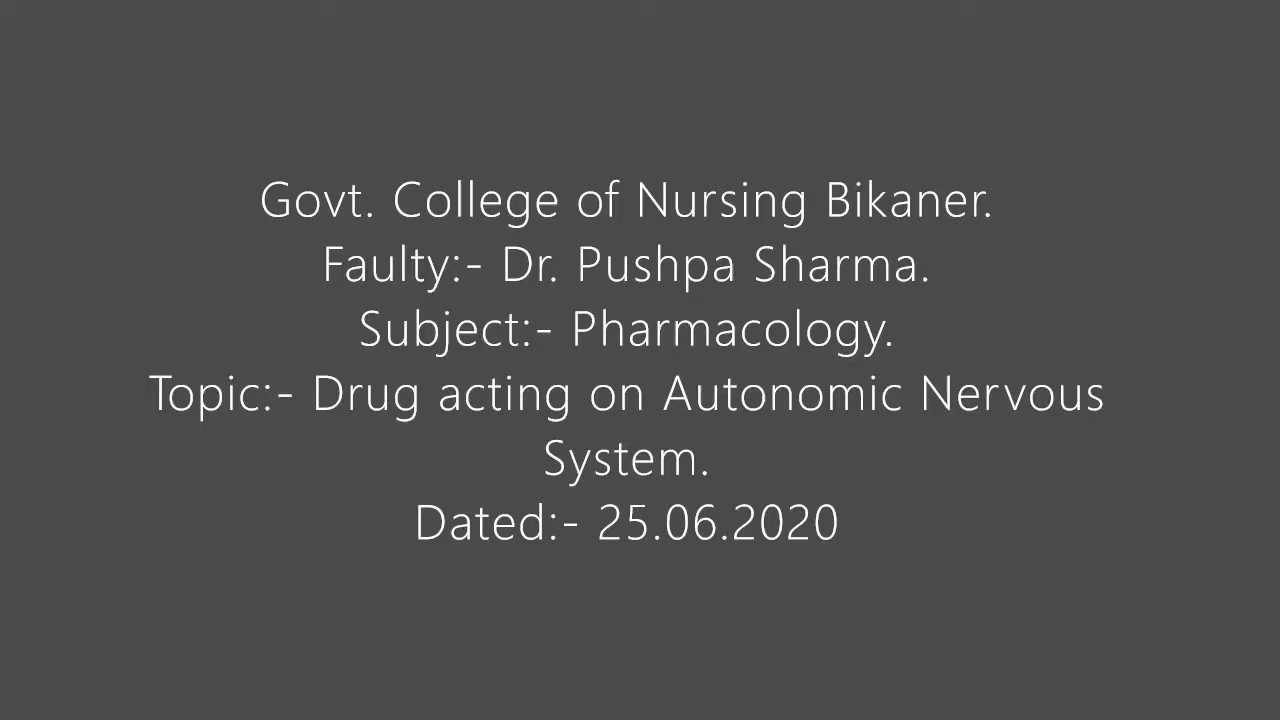 Govt. College of Nursing Bikaner.
Faulty:- Dr. Pushpa Sharma.
Subject:- Pharmacology.
Topic:- Drug acting on Autonomic Nervous
System.
Dated:- 25.06.2020